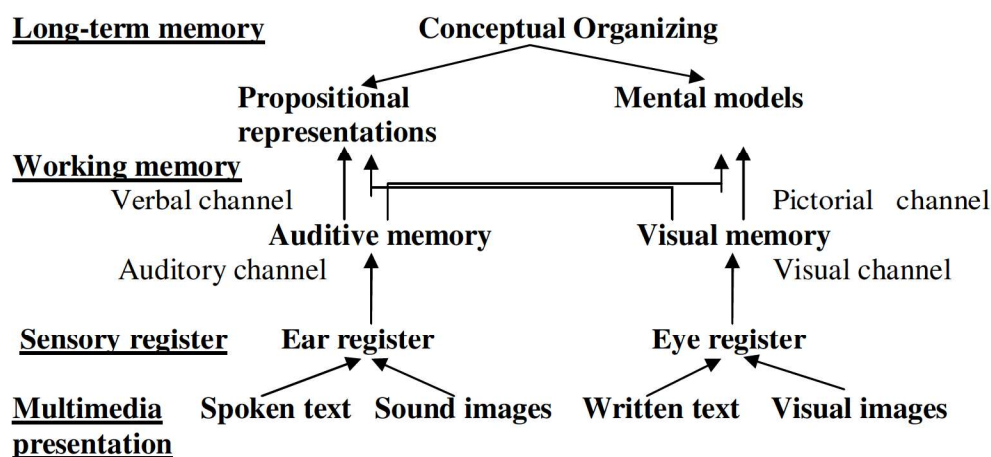 Long-term memory Conceptual Organizing
Propositional Mental models
representations
Working memory
Verbal channel Pictorial channel
Auditive memory Visual memory
Auditory channel Visual channel
Sensory register Ear register Eye register
Multimedia Spoken text Sound images Written text Visual images
presentation